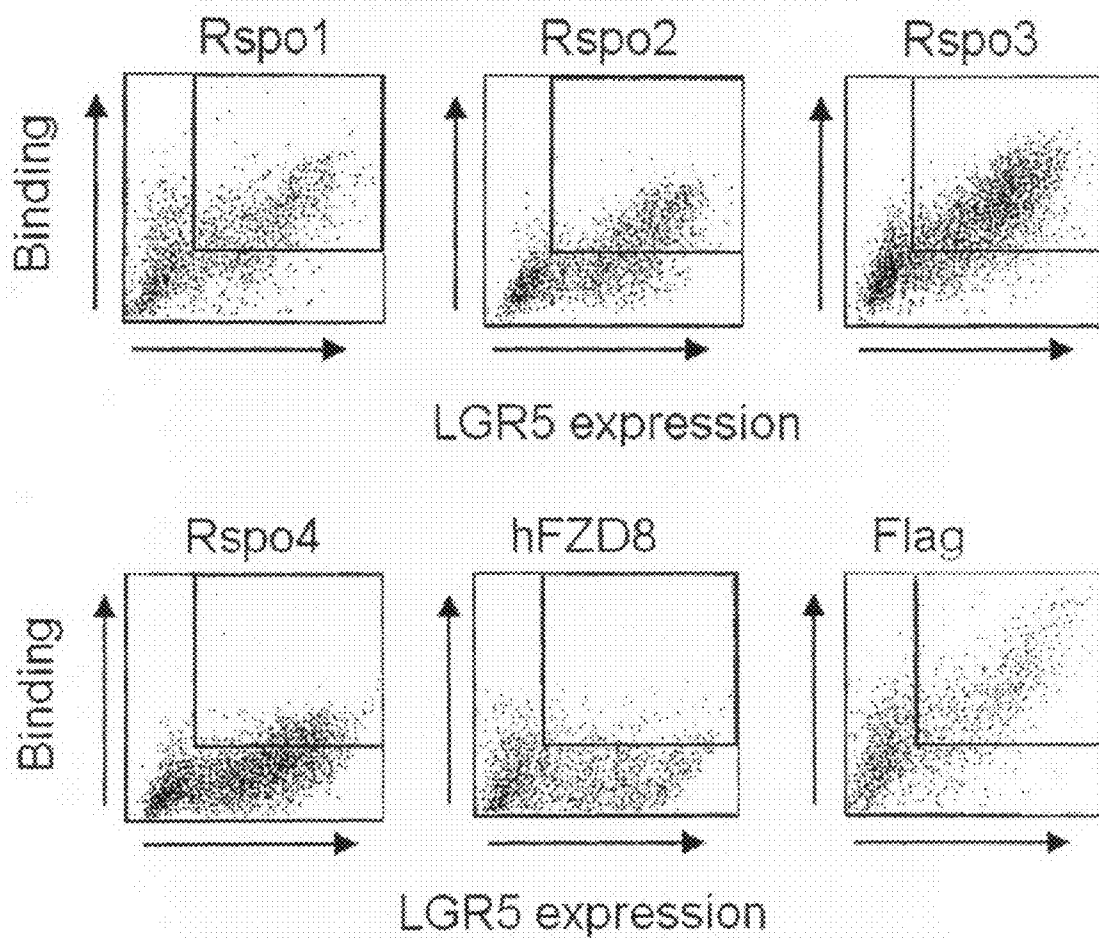 Rspo1
Rspo2
Rspo3
Binding
LGR5 expression
Rspo4
hFZD8
Flag
Binding
LGR5 expression